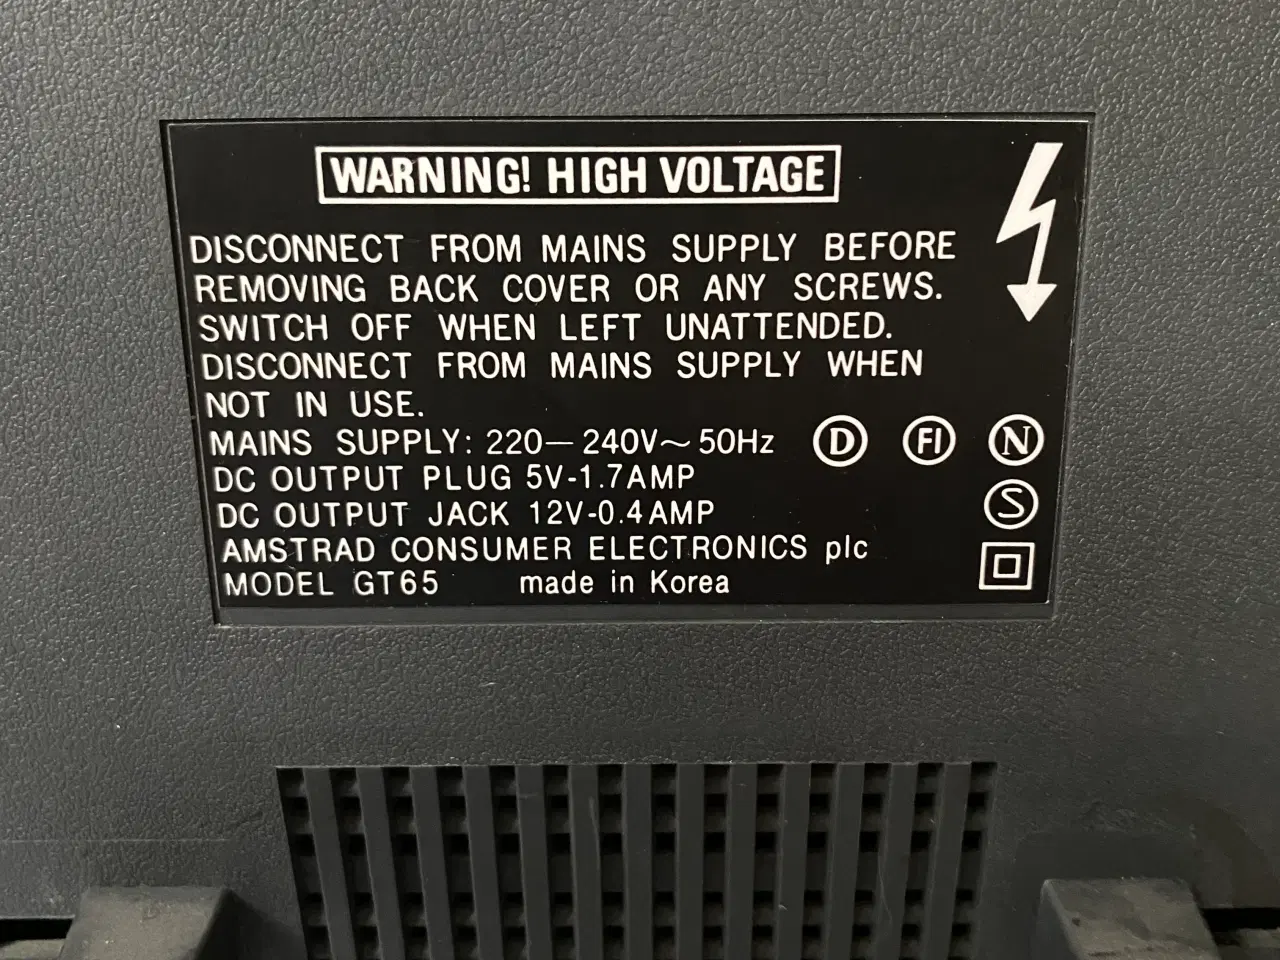 WARNING! HIGH VOLTAGE
DISCONNECT FROM MAINS SUPPLY BEFORE
REMOVING BACK COVER OR ANY SCREWS.
SWITCH OFF WHEN LEFT UNATTENDED.
DISCONNECT FROM MAINS SUPPLY WHEN
NOT IN USE.
MAINS SUPPLY: 220—240V~50Hz D FI N
DC OUTPUT PLUG 5V-1.7AMP
DC OUTPUT JACK 12V-0.4AMP S
AMSTRAD CONSUMER ELECTRONICS plc
MODEL GT65 made in Korea